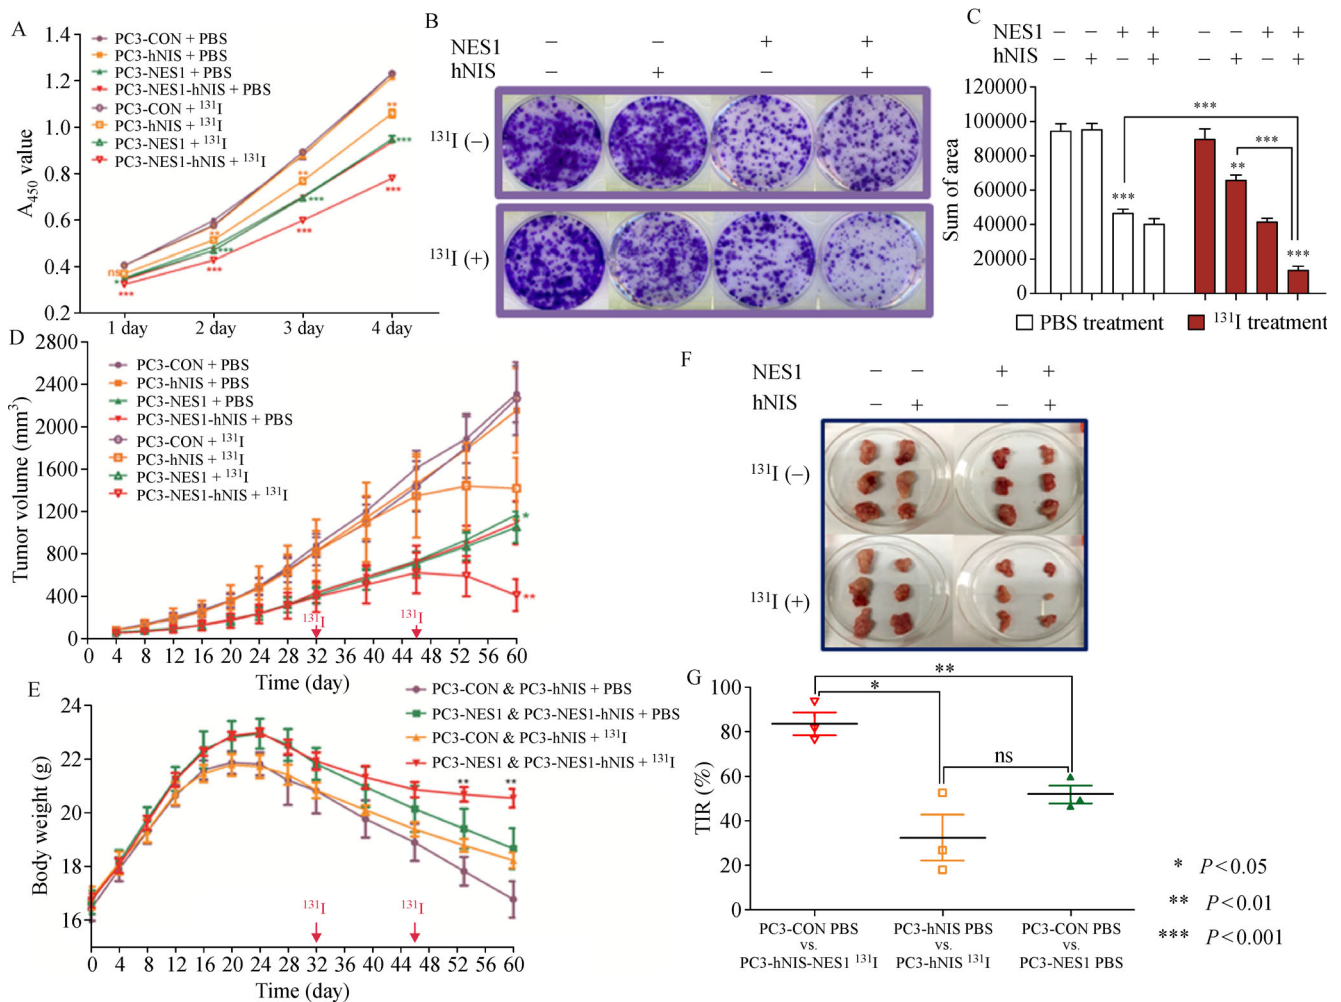 A
1.4
1.2
1.0
0.8
0.6
0.4
0.2
A450 value
PC3-CON + PBS
PC3-hNIS + PBS
PC3-NES1 + PBS
PC3-NES1-hNIS + PBS
PC3-CON + 131I
PC3-hNIS + 131I
PC3-NES1 + 131I
PC3-NES1-hNIS + 131I
** 
***
***
**
***
***
**
***
***
ns
*
***
1 day 2 day 3 day 4 day
B
NES1 − − + +
hNIS − + − +
131I (−)
131I (+)
C
NES1 − − + + − − + +
hNIS − + − + − + − +
120000
100000
80000
60000
40000
20000
0
Sum of area
***
***
**
***
***
PBS treatment 131I treatment
D
2800
2400
2000
1600
1200
800
400
0
Tumor volume (mm3)
PC3-CON + PBS
PC3-hNIS + PBS
PC3-NES1 + PBS
PC3-NES1-hNIS + PBS
PC3-CON + 131I
PC3-hNIS + 131I
PC3-NES1 + 131I
PC3-NES1-hNIS + 131I
*
**
131I 131I
0 4 8 12 16 20 24 28 32 36 40 44 48 52 56 60
Time (day)
E
24
22
20
18
16
Body weight (g)
PC3-CON & PC3-hNIS + PBS
PC3-NES1 & PC3-NES1-hNIS + PBS
PC3-CON & PC3-hNIS + 131I
PC3-NES1 & PC3-NES1-hNIS + 131I
** **
131I 131I
0 4 8 12 16 20 24 28 32 36 40 44 48 52 56 60
Time (day)
F
NES1 − − + +
hNIS − + − +
131I (−)
131I (+)
G
100
80
60
40
20
0
TIR (%)
**
*
ns
PC3-CON PBS
vs.
PC3-hNIS-NES1 131I
PC3-hNIS PBS
vs.
PC3-hNIS 131I
PC3-CON PBS
vs.
PC3-NES1 PBS
* P<0.05
** P<0.01
*** P<0.001